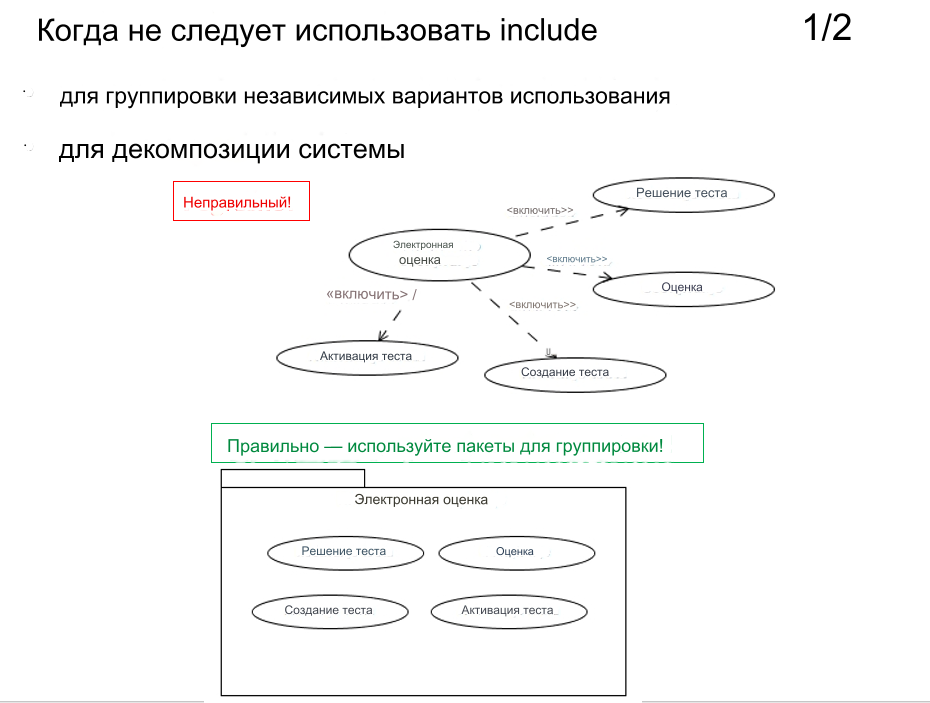 Когда не следует использовать include
1/2
для группировки независимых вариантов использования
для декомпозиции системы
Неправильный!
Решение теста
<включить>>
Электронная
оценка
<включить>>
Оценка
«включить> /
<включить>>
Активация теста
Создание теста
Правильно — используйте пакеты для группировки!
Электронная оценка
Решение теста
Оценка
Создание теста
Активация теста